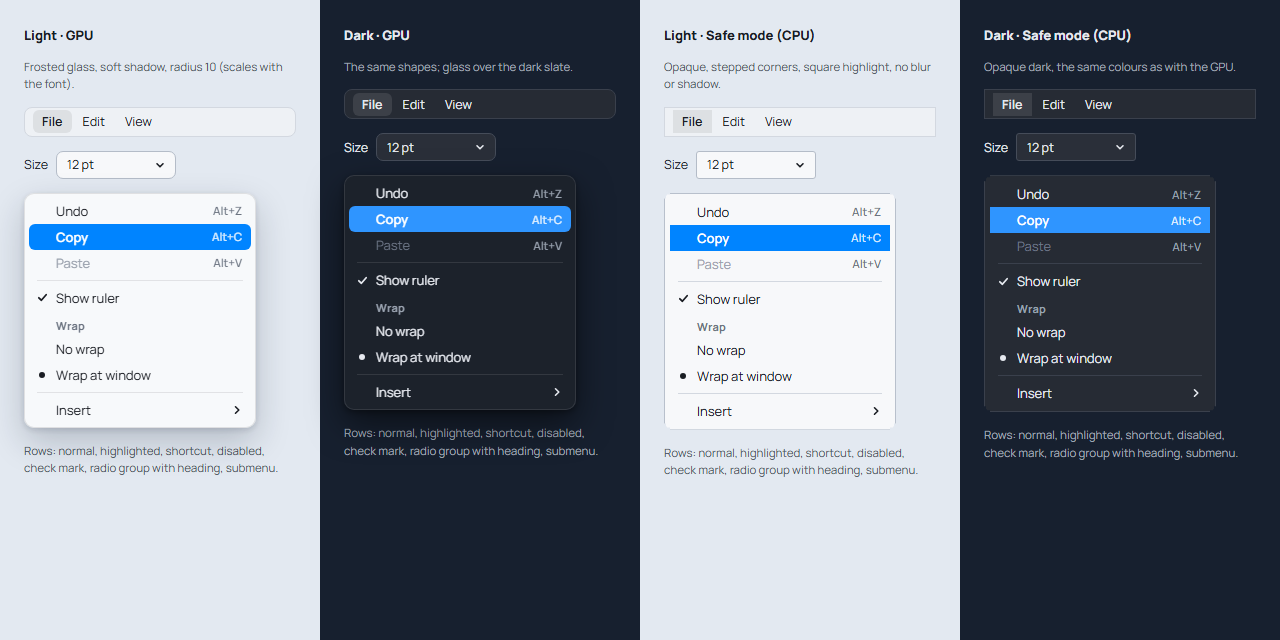 Light · GPU
Frosted glass, soft shadow, radius 10 (scales with
the font).
File Edit View
Size 12 pt
Undo Alt+Z
Copy Alt+C
Paste Alt+V
Show ruler
Wrap
No wrap
Wrap at window
Insert
Rows: normal, highlighted, shortcut, disabled,
check mark, radio group with heading, submenu.
Dark · GPU
The same shapes; glass over the dark slate.
File Edit View
Size 12 pt
Undo Alt+Z
Copy Alt+C
Paste Alt+V
Show ruler
Wrap
No wrap
Wrap at window
Insert
Rows: normal, highlighted, shortcut, disabled,
check mark, radio group with heading, submenu.
Light · Safe mode (CPU)
Opaque, stepped corners, square highlight, no blur
or shadow.
File Edit View
Size 12 pt
Undo Alt+Z
Copy Alt+C
Paste Alt+V
Show ruler
Wrap
No wrap
Wrap at window
Insert
Rows: normal, highlighted, shortcut, disabled,
check mark, radio group with heading, submenu.
Dark · Safe mode (CPU)
Opaque dark, the same colours as with the GPU.
File Edit View
Size 12 pt
Undo Alt+Z
Copy Alt+C
Paste Alt+V
Show ruler
Wrap
No wrap
Wrap at window
Insert
Rows: normal, highlighted, shortcut, disabled,
check mark, radio group with heading, submenu.